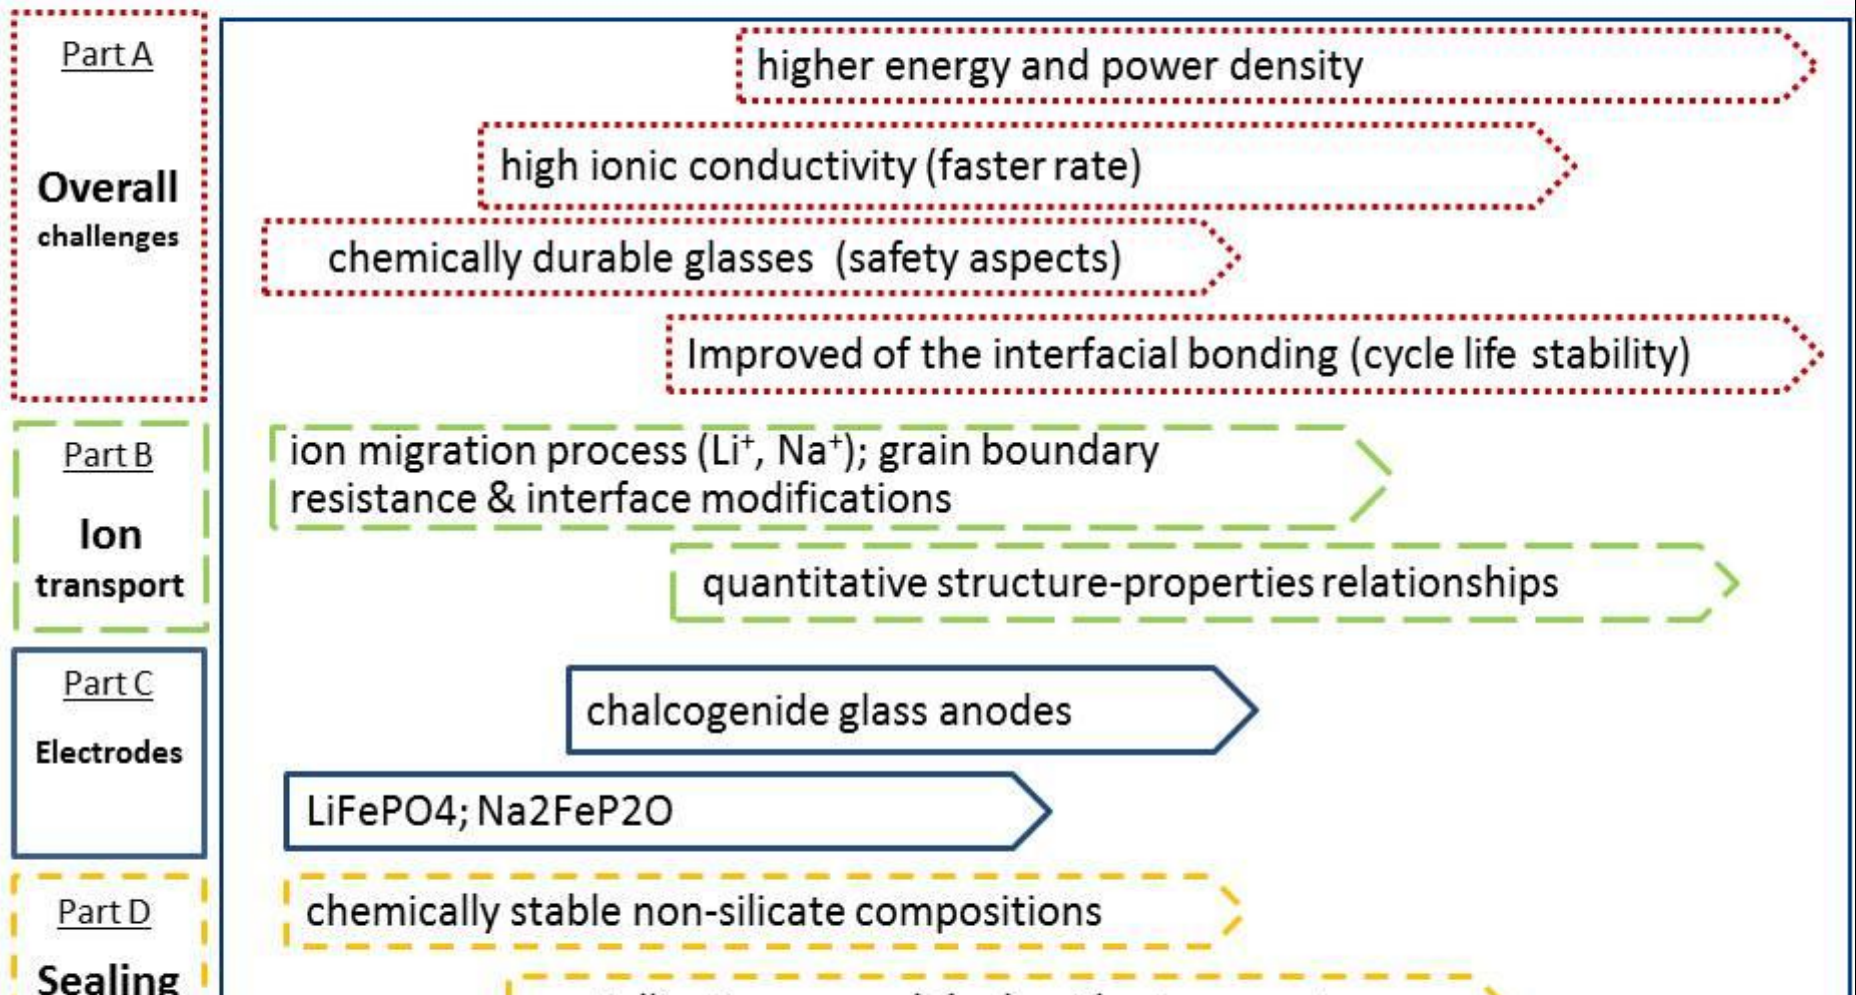 Part A
Overall
challenges
higher energy and power density
high ionic conductivity (faster rate)
chemically durable glasses (safety aspects)
Improved of the interfacial bonding (cycle life stability)
Part B
Ion
transport
ion migration process (Li⁺, Na⁺); grain boundary
resistance & interface modifications
quantitative structure-properties relationships
Part C
Electrodes
chalcogenide glass anodes
LiFePO4; Na2FeP2O
Part D
Sealing
chemically stable non-silicate compositions